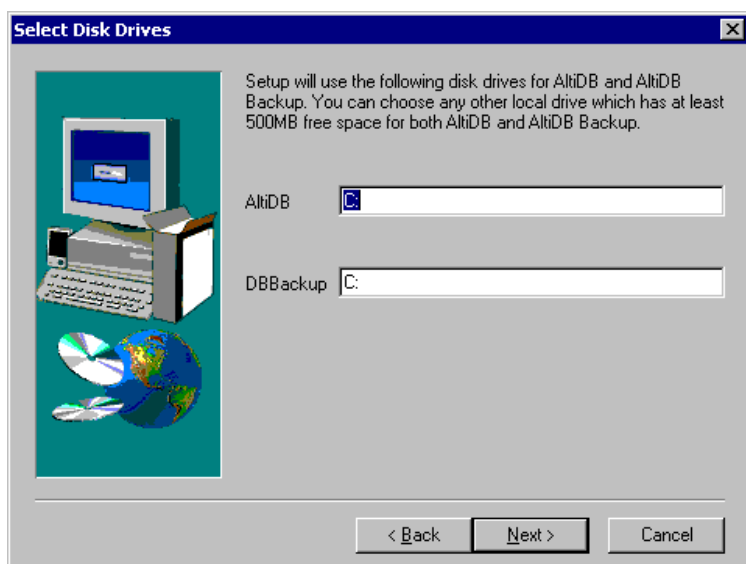 Select Disk Drives
Setup will use the following disk drives for AltiDB and AltiDB
Backup. You can choose any other local drive which has at least
500MB free space for both AltiDB and AltiDB Backup.
AltiDB C:
DBBackup C:
< Back Next > Cancel